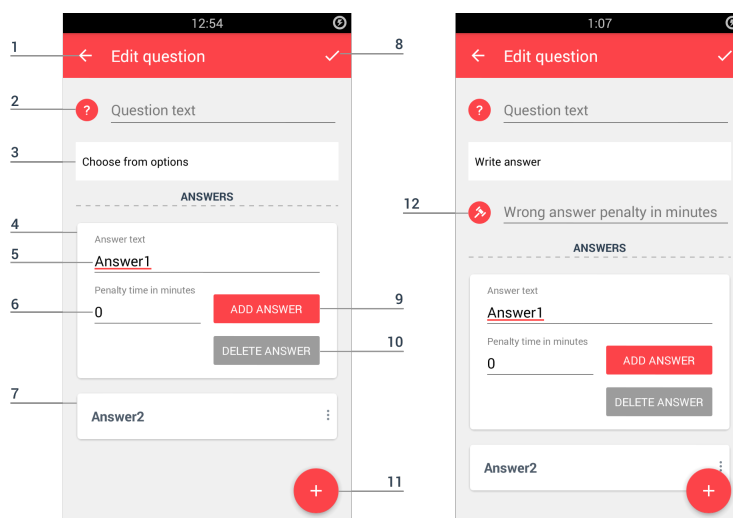 12:54
1
Edit question
8
2
?
Question text
3
Choose from options
ANSWERS
4
Answer text
5
Answer1
Penalty time in minutes
6
0
ADD ANSWER
9
DELETE ANSWER
10
7
Answer2
+
11
1:07
Edit question
?
Question text
Write answer
12
Wrong answer penalty in minutes
ANSWERS
Answer text
Answer1
Penalty time in minutes
0
ADD ANSWER
DELETE ANSWER
Answer2
+